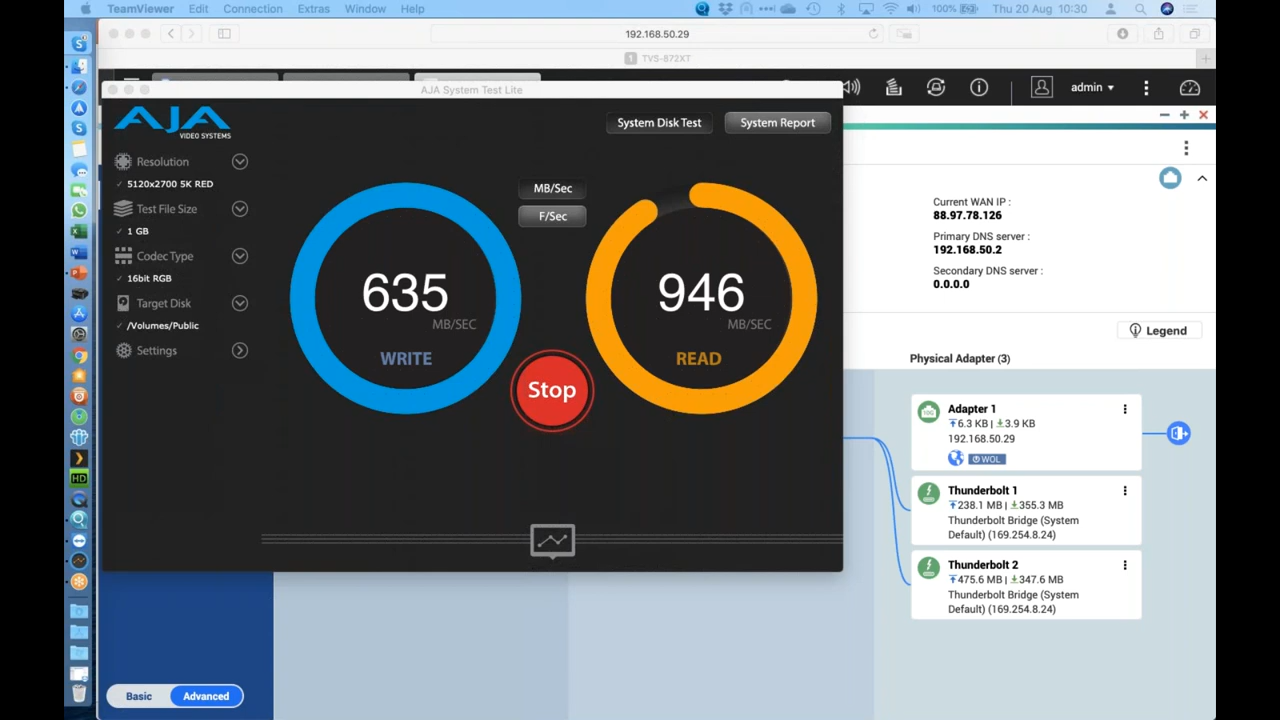 TeamViewer Edit Connection Extras Window Help 100% Thu 20 Aug 10:30
192.168.50.29
1 TVS-872XT
AJA System Test Lite
admin
AJA
VIDEO SYSTEMS
System Disk Test System Report
Resolution
5120x2700 5K RED
Test File Size
1 GB
Codec Type
16bit RGB
Target Disk
/Volumes/Public
Settings
MB/Sec
F/Sec
635
MB/SEC
WRITE
946
MB/SEC
READ
Stop
Current WAN IP :
88.97.78.126
Primary DNS server :
192.168.50.2
Secondary DNS server :
0.0.0.0
Legend
Physical Adapter (3)
10G
Adapter 1
6.3 KB | 3.9 KB
192.168.50.29
WOL
Thunderbolt 1
238.1 MB | 355.3 MB
Thunderbolt Bridge (System
Default) (169.254.8.24)
Thunderbolt 2
475.6 MB | 347.6 MB
Thunderbolt Bridge (System
Default) (169.254.8.24)
HD
Basic Advanced